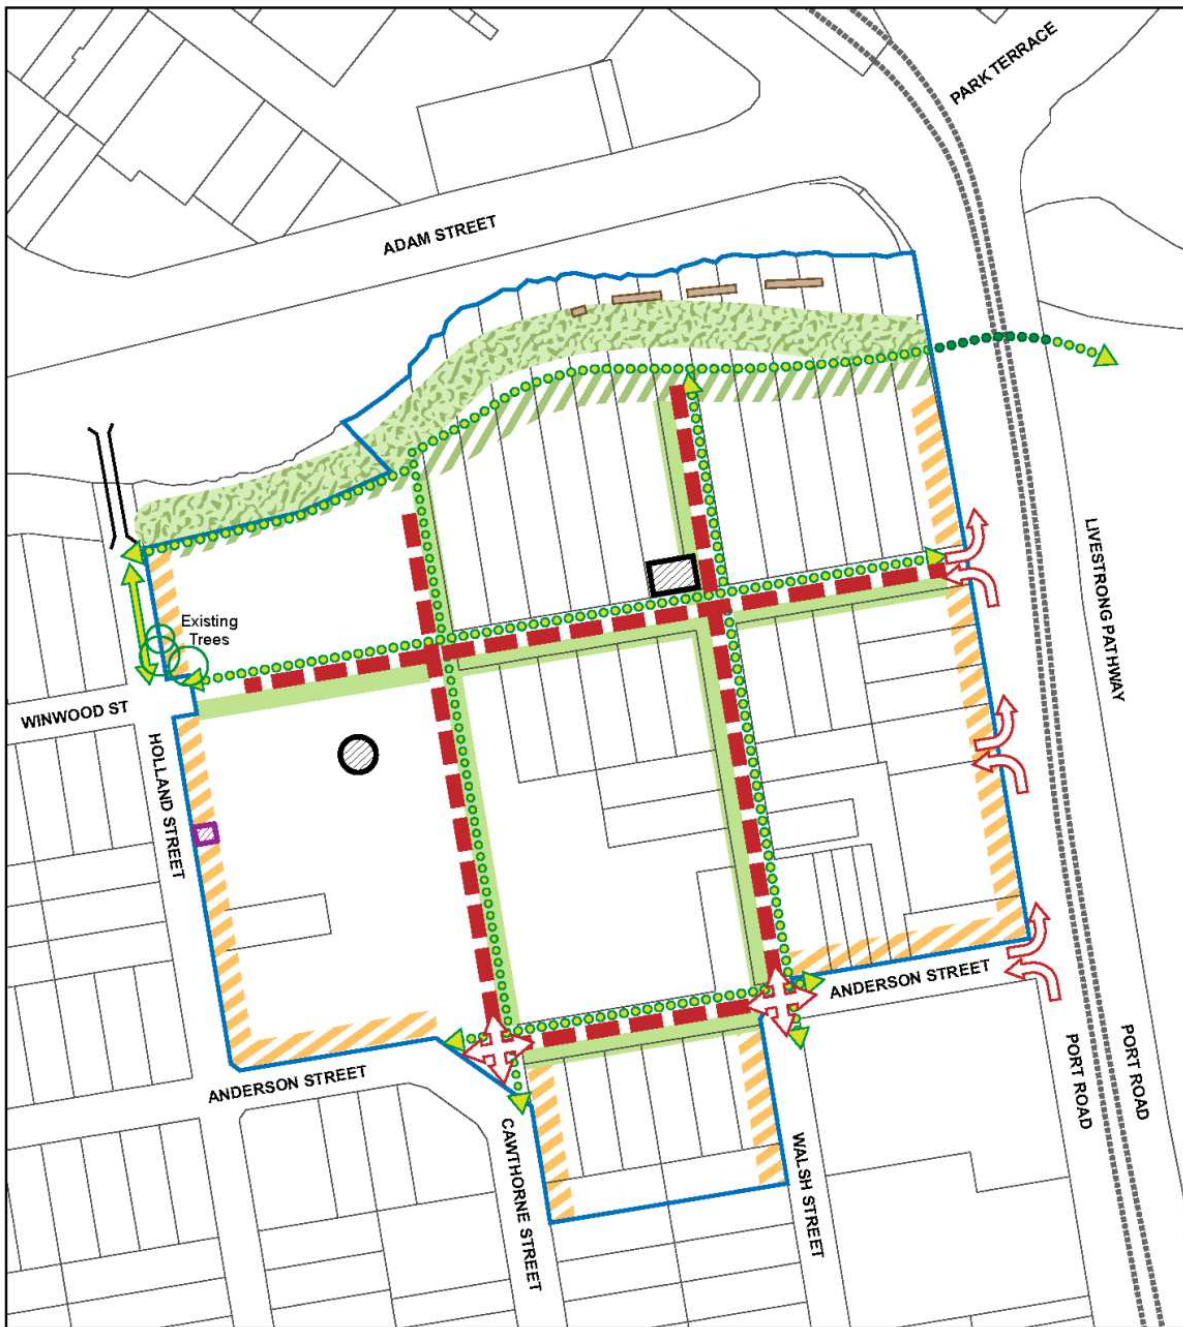 PARK TERRACE
ADAM STREET
LIVESTRONG PATHWAY
Existing
Trees
WINWOOD ST
HOLLAND STREET
ANDERSON STREET
ANDERSON STREET
PORT ROAD
PORT ROAD
CAWTHORNE STREET
WALSH STREET